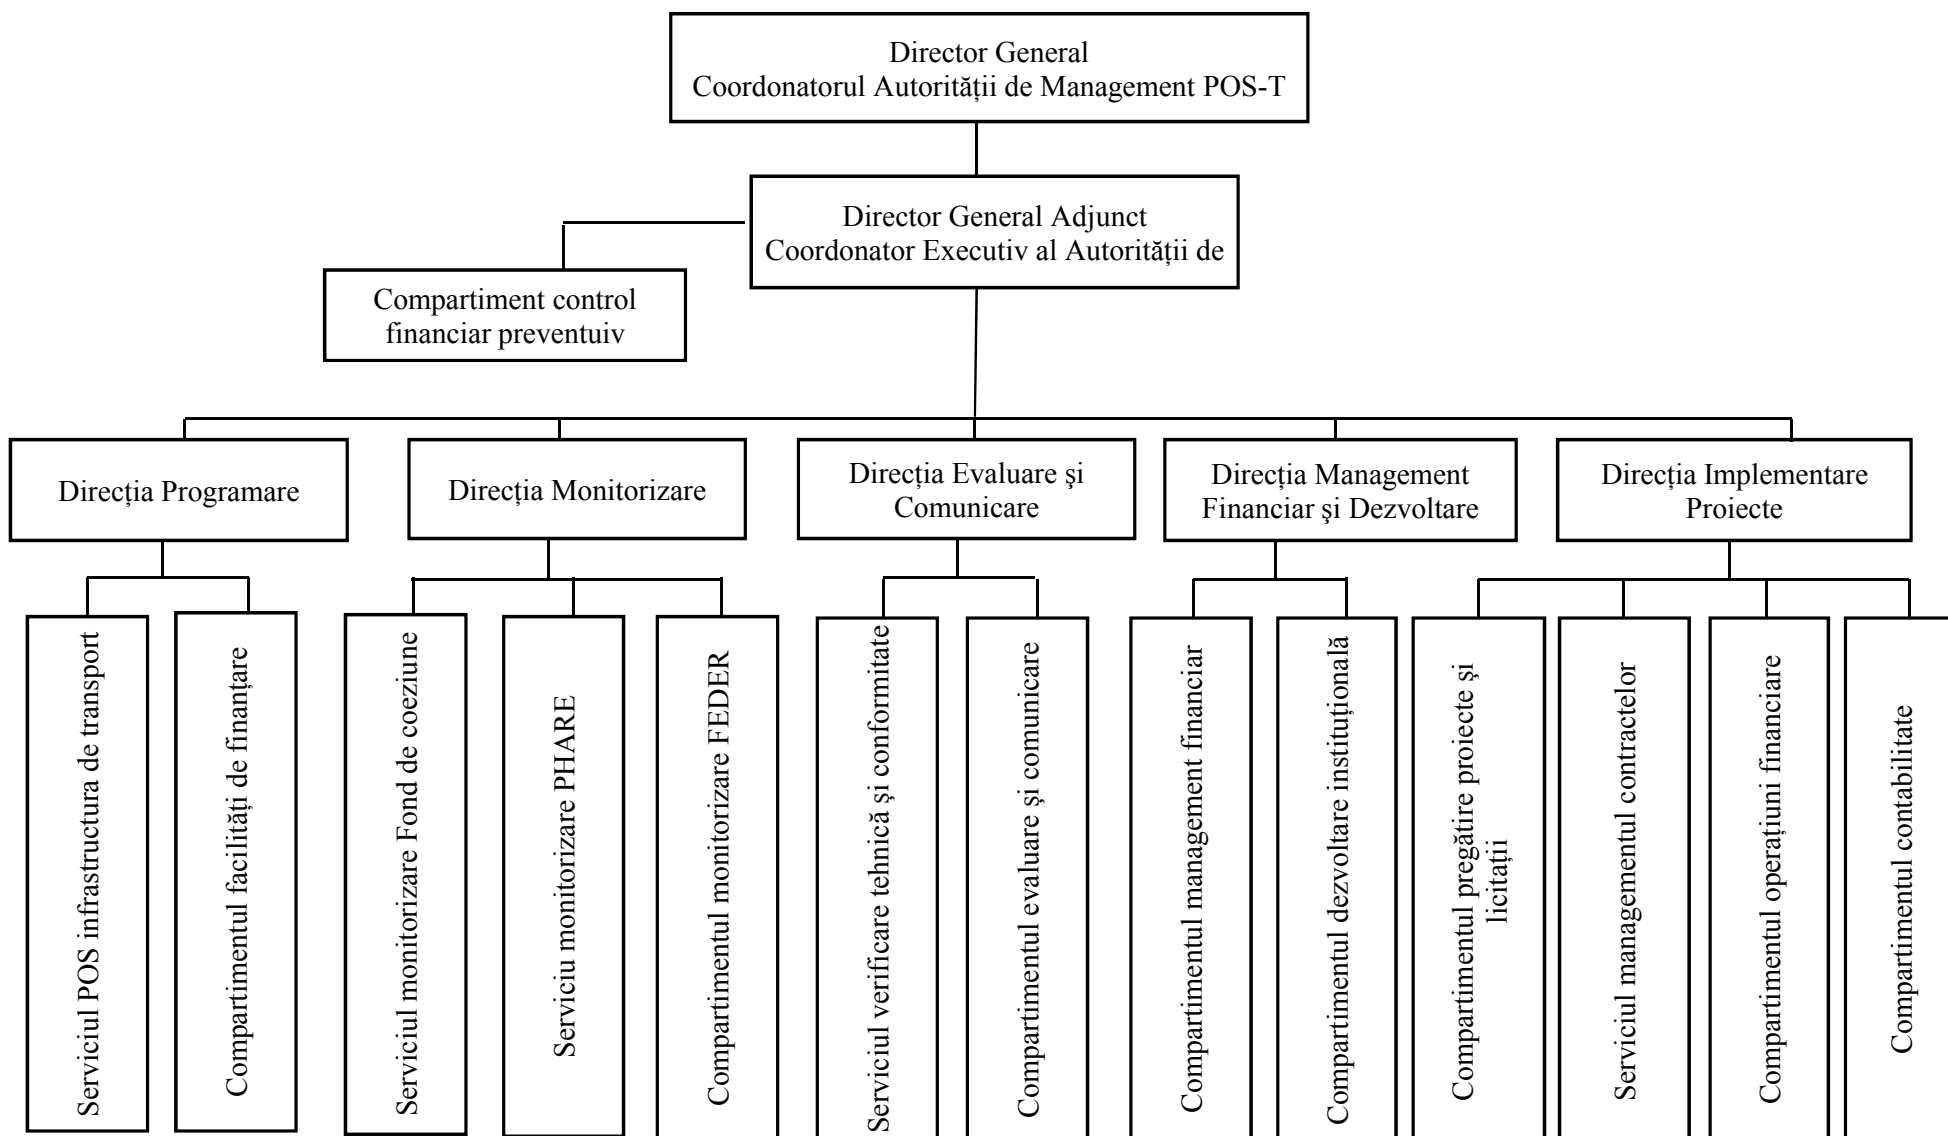 Director General
Coordonatorul Autorității de Management POS-T
Director General Adjunct
Coordonator Executiv al Autorității de
Compartiment control
financiar preventuiv
Direcția Programare
Direcția Monitorizare
Direcția Evaluare şi
Comunicare
Direcția Management
Financiar şi Dezvoltare
Direcția Implementare
Proiecte
Serviciul POS infrastructura de transport
Compartimentul facilități de finanțare
Serviciul monitorizare Fond de coeziune
Serviciu monitorizare PHARE
Compartimentul monitorizare FEDER
Serviciul verificare tehnică şi conformitate
Compartimentul evaluare şi comunicare
Compartimentul management financiar
Compartimentul dezvoltare instituțională
Compartimentul pregătire proiecte şi
licitații
Serviciul managementul contractelor
Compartimentul operațiuni financiare
Compartimentul contabilitate